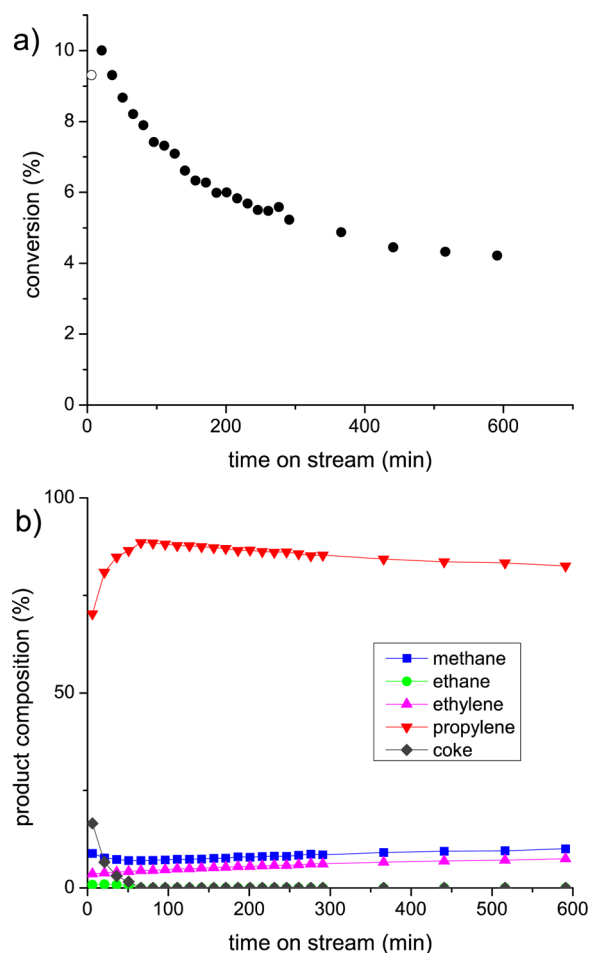 a)
10
8
6
4
2
0
conversion (%)
0 200 400 600
time on stream (min)
b)
100
50
0
product composition (%)
methane
ethane
ethylene
propylene
coke
0 100 200 300 400 500 600
time on stream (min)